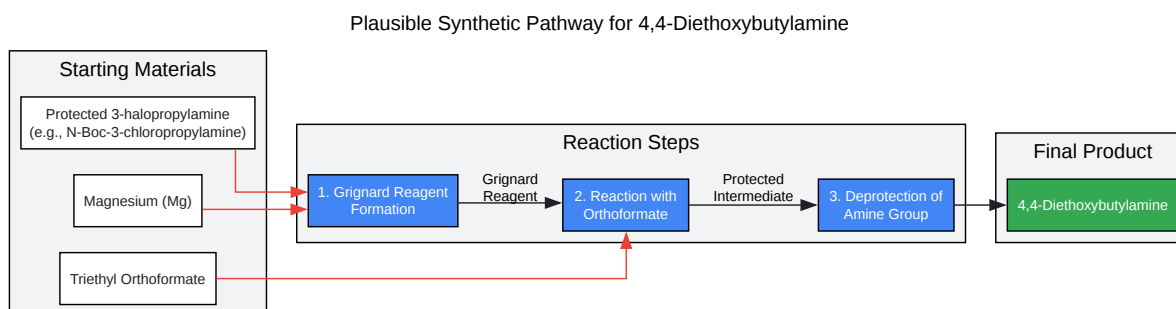 Plausible Synthetic Pathway for 4,4-Diethoxybutylamine
Starting Materials
Protected 3-halopropylamine
(e.g., N-Boc-3-chloropropylamine)
Magnesium (Mg)
Triethyl Orthoformate
Reaction Steps
1. Grignard Reagent
Formation
Grignard
Reagent
2. Reaction with
Orthoformate
Protected
Intermediate
3. Deprotection of
Amine Group
Final Product
4,4-Diethoxybutylamine